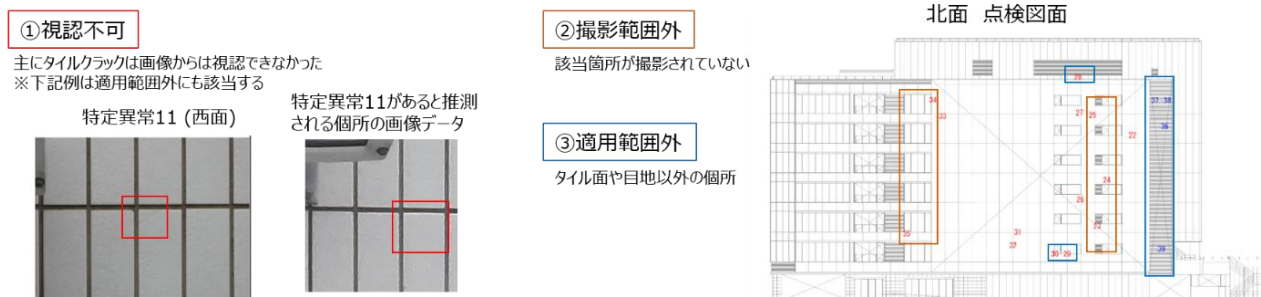 ①視認不可
主にタイルクラックは画像からは視認できなかった
※下記例は適用範囲外にも該当する
特定異常11 (西面)
特定異常11があると推測
される個所の画像データ
②撮影範囲外
該当箇所が撮影されていない
③適用範囲外
タイル面や目地以外の個所
北面 点検図面
34
33
27
25
37 38
36
22
24
26
23
35
31
32
30 29
39